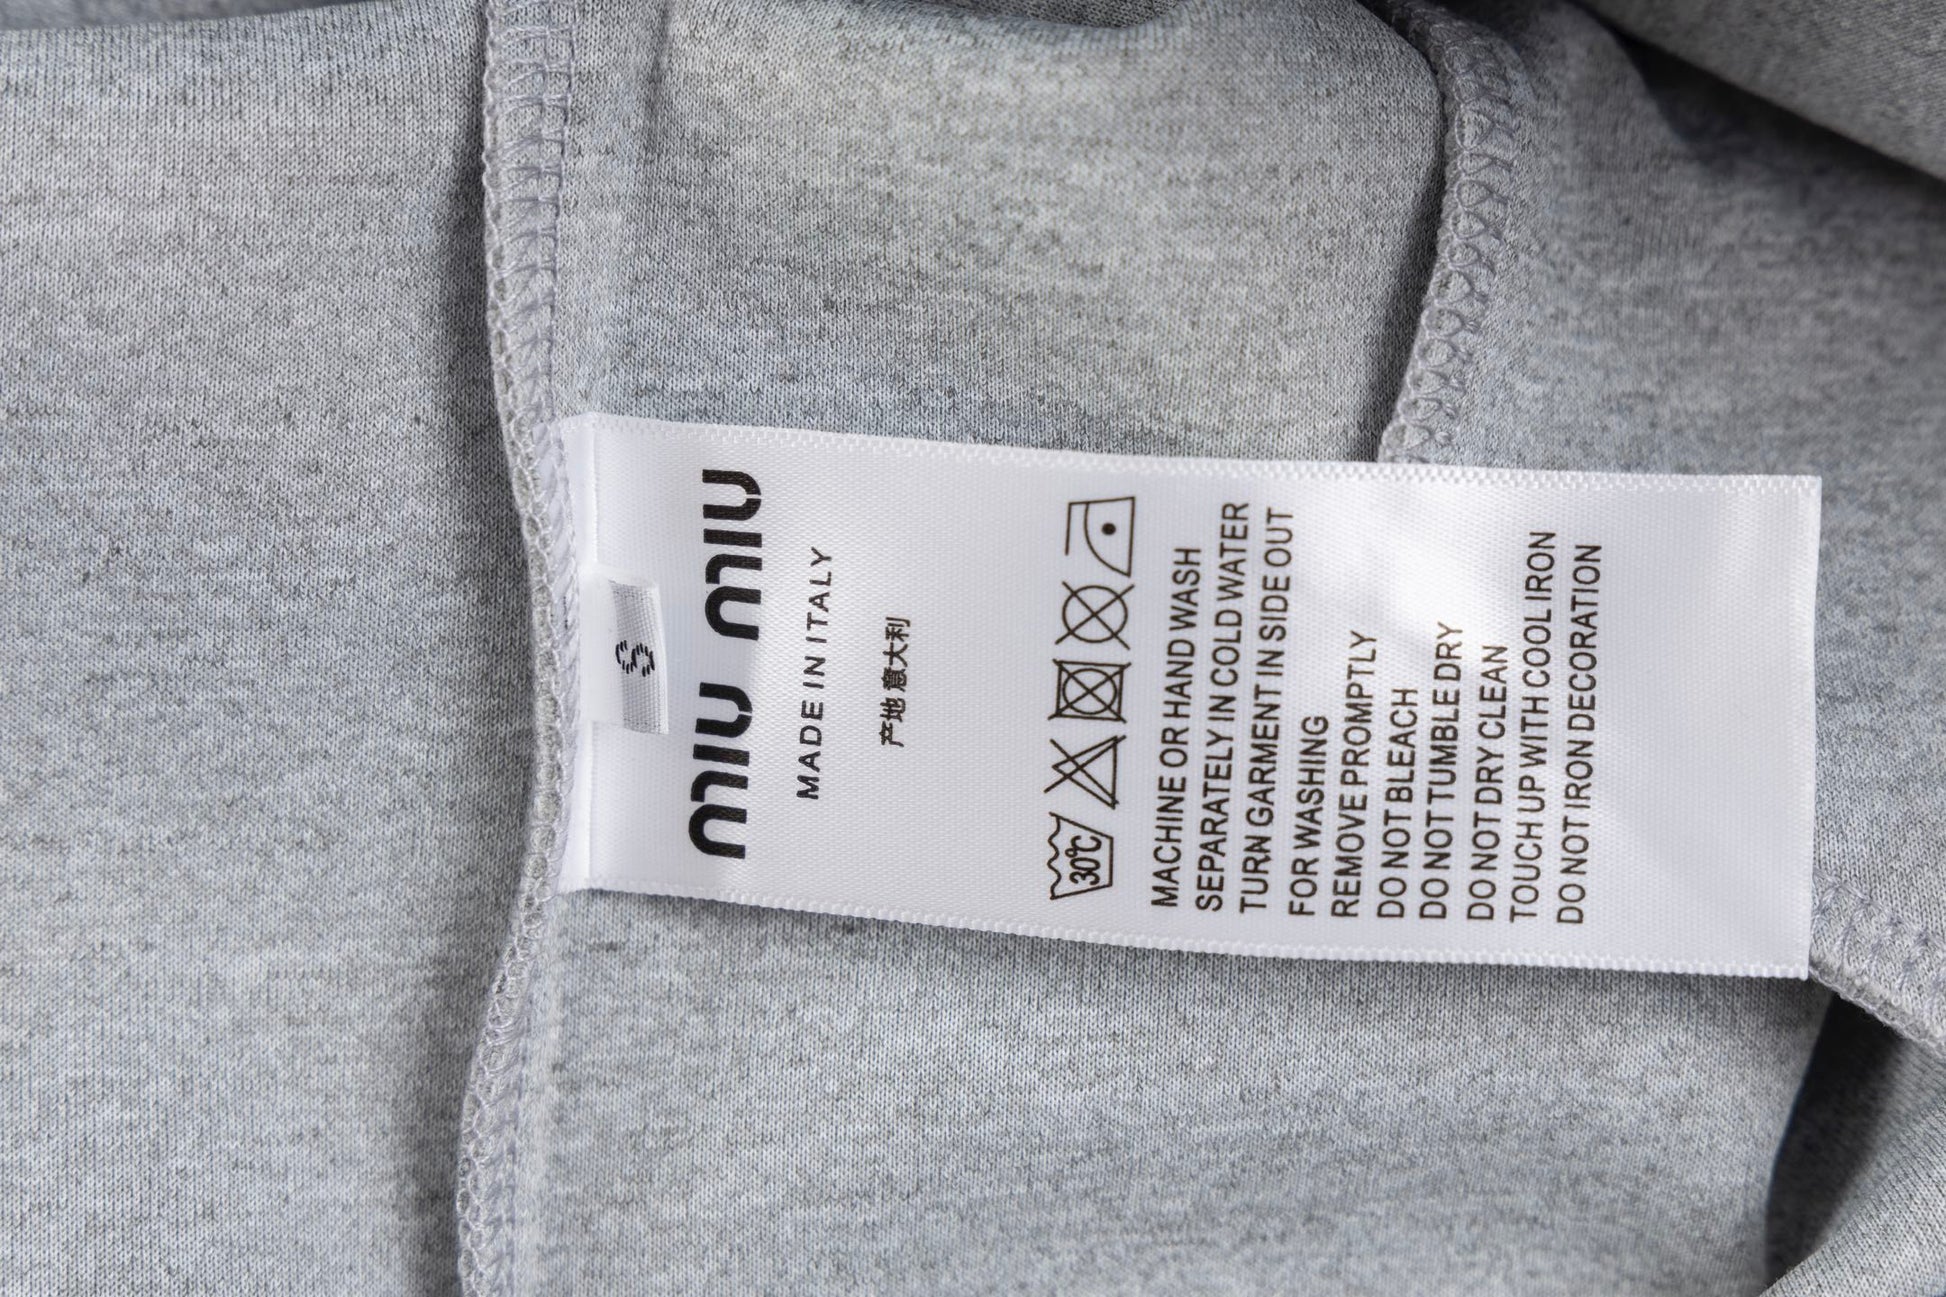 S
miu miu
MADE IN ITALY
产地 意大利
30℃
MACHINE OR HAND WASH
SEPARATELY IN COLD WATER
TURN GARMENT IN SIDE OUT
FOR WASHING
REMOVE PROMPTLY
DO NOT BLEACH
DO NOT TUMBLE DRY
DO NOT DRY CLEAN
TOUCH UP WITH COOL IRON
DO NOT IRON DECORATION